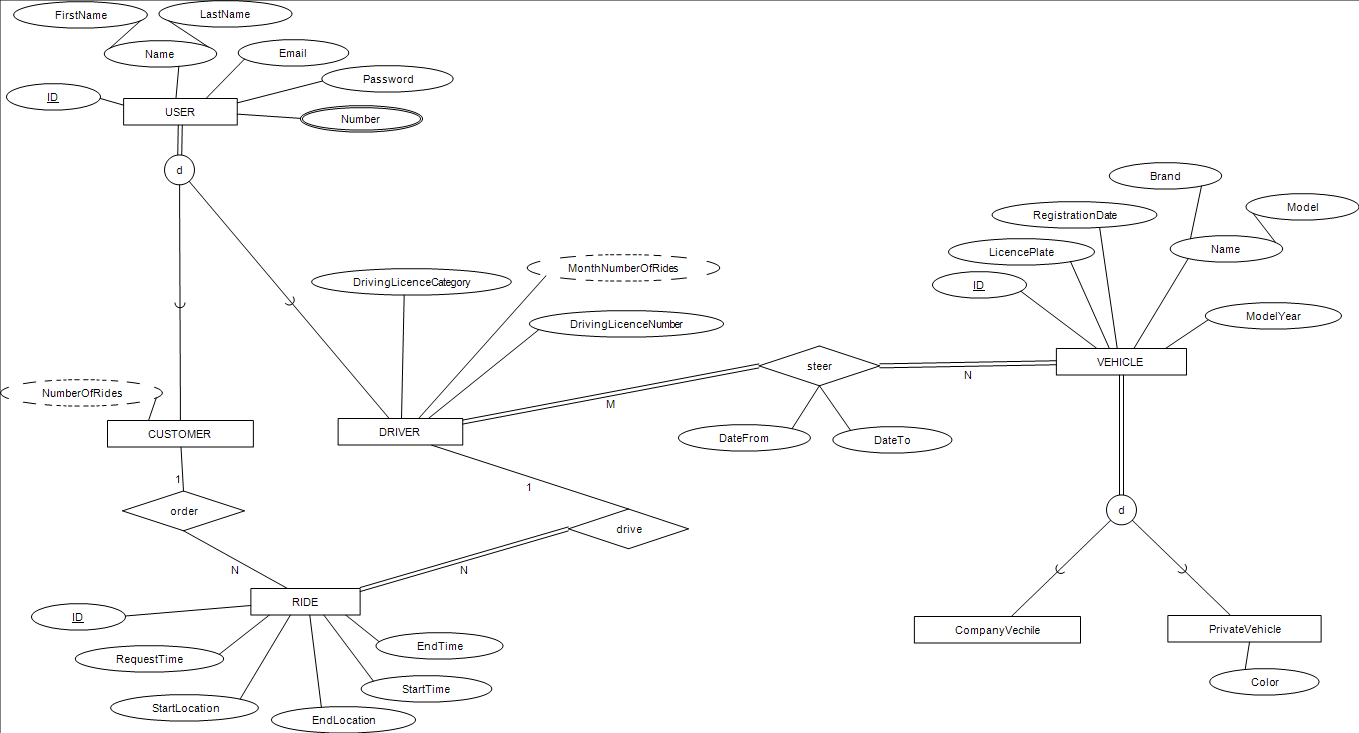 FirstName
LastName
Name
Email
Password
ID
USER
Number
d
Brand
Model
RegistrationDate
Name
LicencePlate
ID
ModelYear
VEHICLE
MonthNumberOfRides
DrivingLicenceCategory
DrivingLicenceNumber
steer
N
M
NumberOfRides
CUSTOMER
DRIVER
DateFrom
DateTo
1
1
order
drive
d
N
N
RIDE
ID
RequestTime
StartLocation
EndLocation
StartTime
EndTime
CompanyVechile
PrivateVehicle
Color